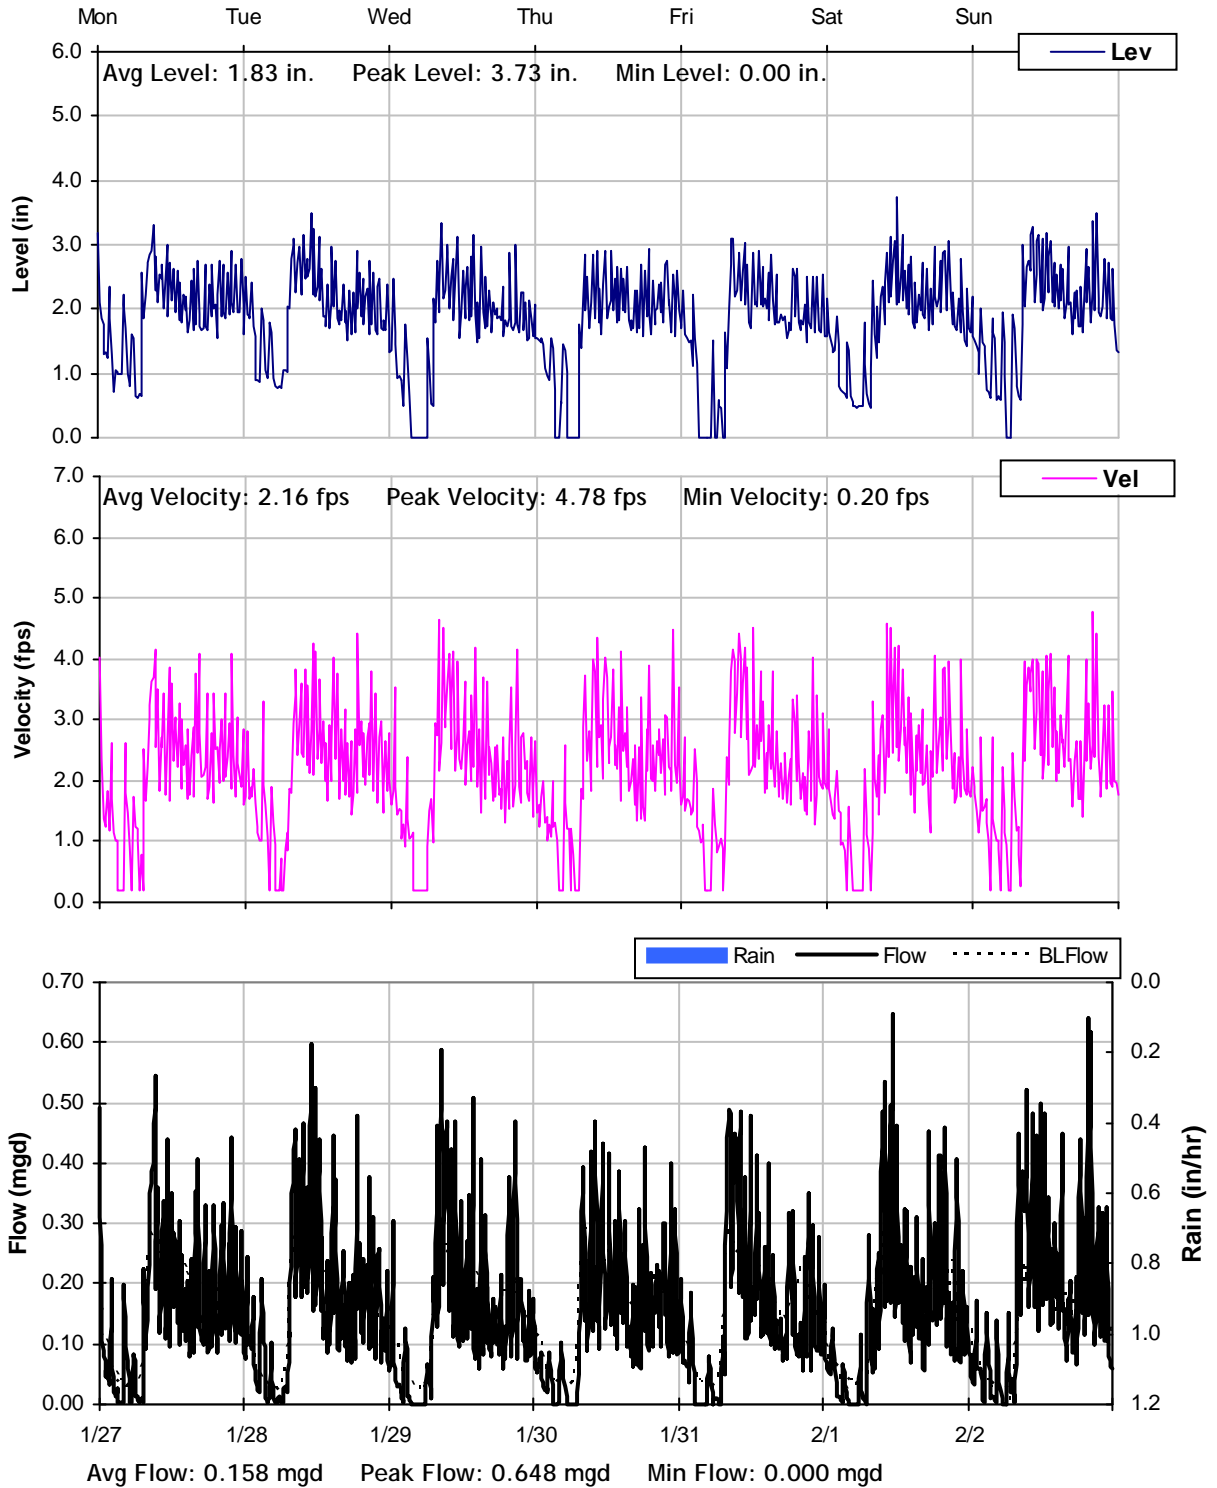 Mon Tue Wed Thu Fri Sat Sun
Lev
Avg Level: 1.83 in. Peak Level: 3.73 in. Min Level: 0.00 in.
6.0
5.0
4.0
3.0
2.0
1.0
0.0
Level (in)
Vel
Avg Velocity: 2.16 fps Peak Velocity: 4.78 fps Min Velocity: 0.20 fps
7.0
6.0
5.0
4.0
3.0
2.0
1.0
0.0
Velocity (fps)
Rain Flow BLFlow
0.70
0.60
0.50
0.40
0.30
0.20
0.10
0.00
Flow (mgd)
0.0
0.2
0.4
0.6
0.8
1.0
1.2
Rain (in/hr)
1/27 1/28 1/29 1/30 1/31 2/1 2/2
Avg Flow: 0.158 mgd Peak Flow: 0.648 mgd Min Flow: 0.000 mgd